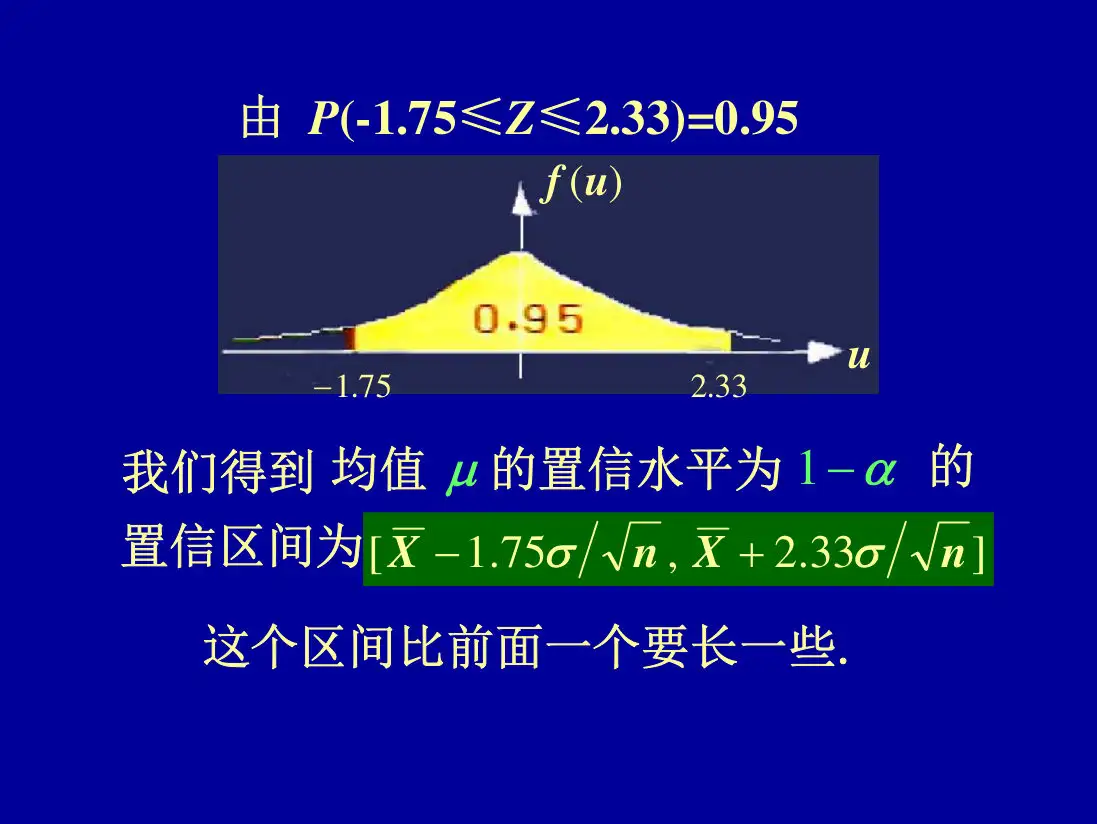 由 P(-1.75≤Z≤2.33)=0.95
f(u)
0.95
u
−1.75 2.33
我们得到 均值 μ 的置信水平为 1−α 的
置信区间为 [X̅ −1.75σ/√n, X̅ +2.33σ/√n]
这个区间比前面一个要长一些.